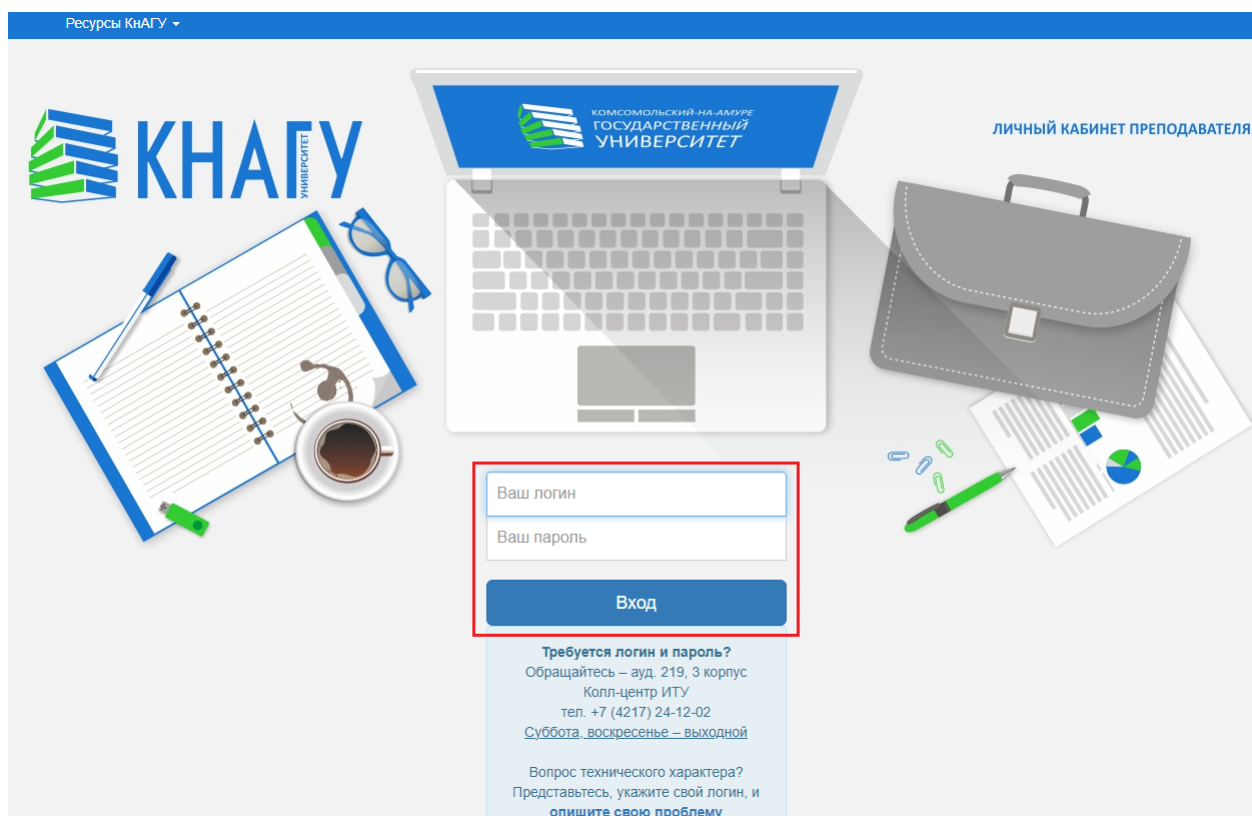 Ресурсы КнАГУ
КНАГУ
УНИВЕРСИТЕТ
КОМСОМОЛЬСКИЙ-НА-АМУРЕ
ГОСУДАРСТВЕННЫЙ
УНИВЕРСИТЕТ
ЛИЧНЫЙ КАБИНЕТ ПРЕПОДАВАТЕЛЯ
Ваш логин
Ваш пароль
Вход
Требуется логин и пароль?
Обращайтесь – ауд. 219, 3 корпус
Колл-центр ИТУ
тел. +7 (4217) 24-12-02
Суббота, воскресенье – выходной
Вопрос технического характера?
Представьтесь, укажите свой логин, и
опишите свою проблему